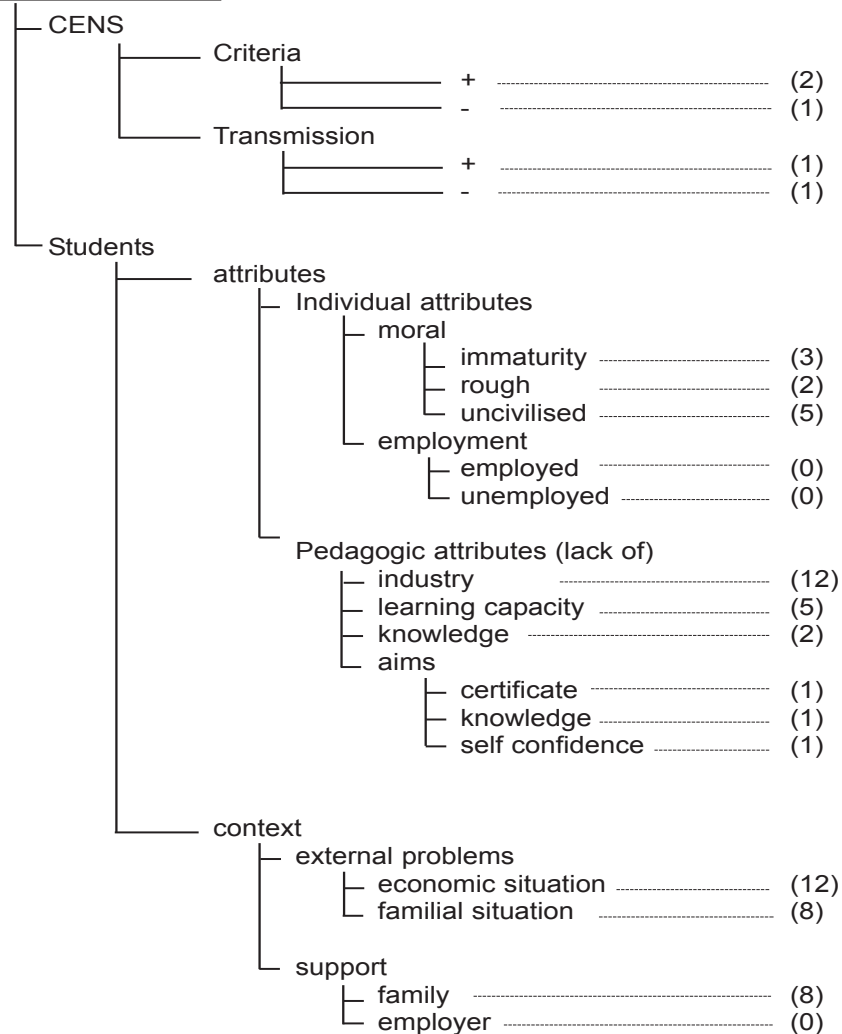 CENS
Criteria
+ (2)
- (1)
Transmission
+ (1)
- (1)
Students
attributes
Individual attributes
moral
immaturity (3)
rough (2)
uncivilised (5)
employment
employed (0)
unemployed (0)
Pedagogic attributes (lack of)
industry (12)
learning capacity (5)
knowledge (2)
aims
certificate (1)
knowledge (1)
self confidence (1)
context
external problems
economic situation (12)
familial situation (8)
support
family (8)
employer (0)